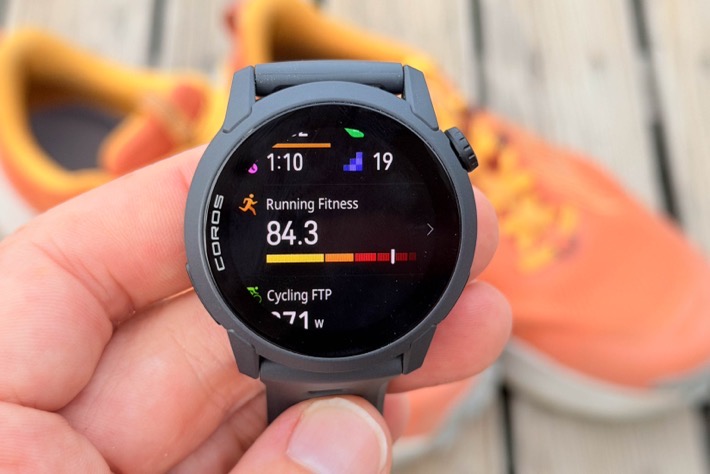 1:10
19
Running Fitness
84.3
COROS
Cycling FTP
W